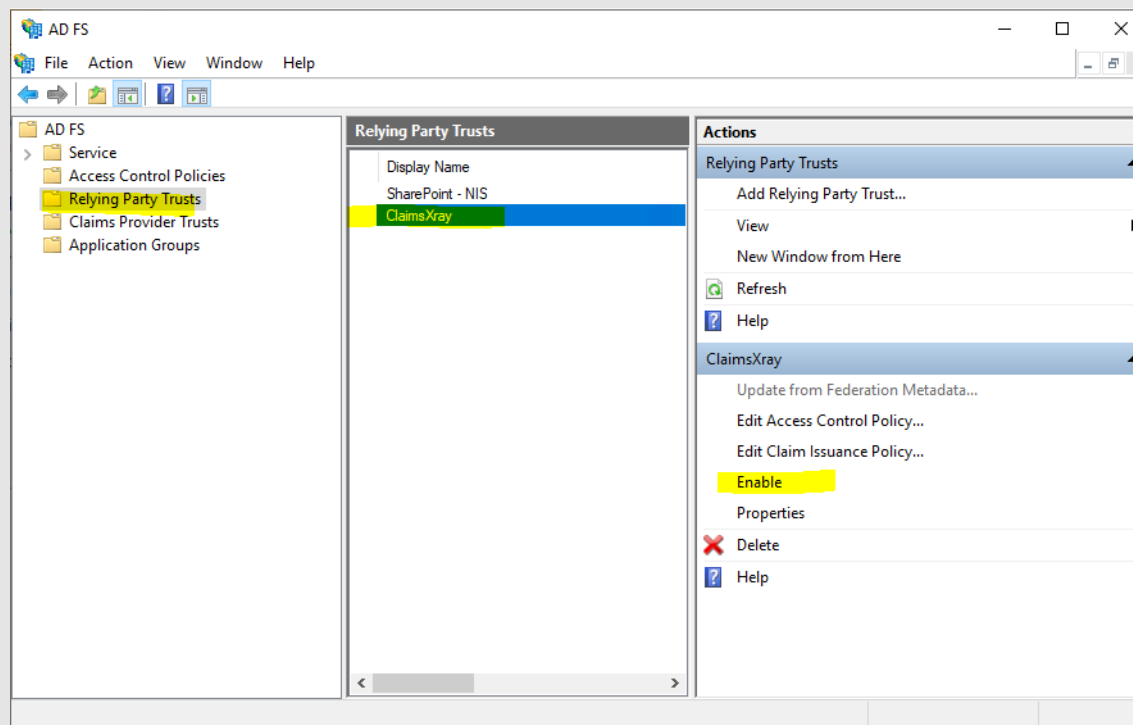 AD FS
File Action View Window Help
AD FS
Service
Access Control Policies
Relying Party Trusts
Claims Provider Trusts
Application Groups
Relying Party Trusts
Display Name
SharePoint - NIS
ClaimsXray
Actions
Relying Party Trusts
Add Relying Party Trust...
View
New Window from Here
Refresh
Help
ClaimsXray
Update from Federation Metadata...
Edit Access Control Policy...
Edit Claim Issuance Policy...
Enable
Properties
Delete
Help